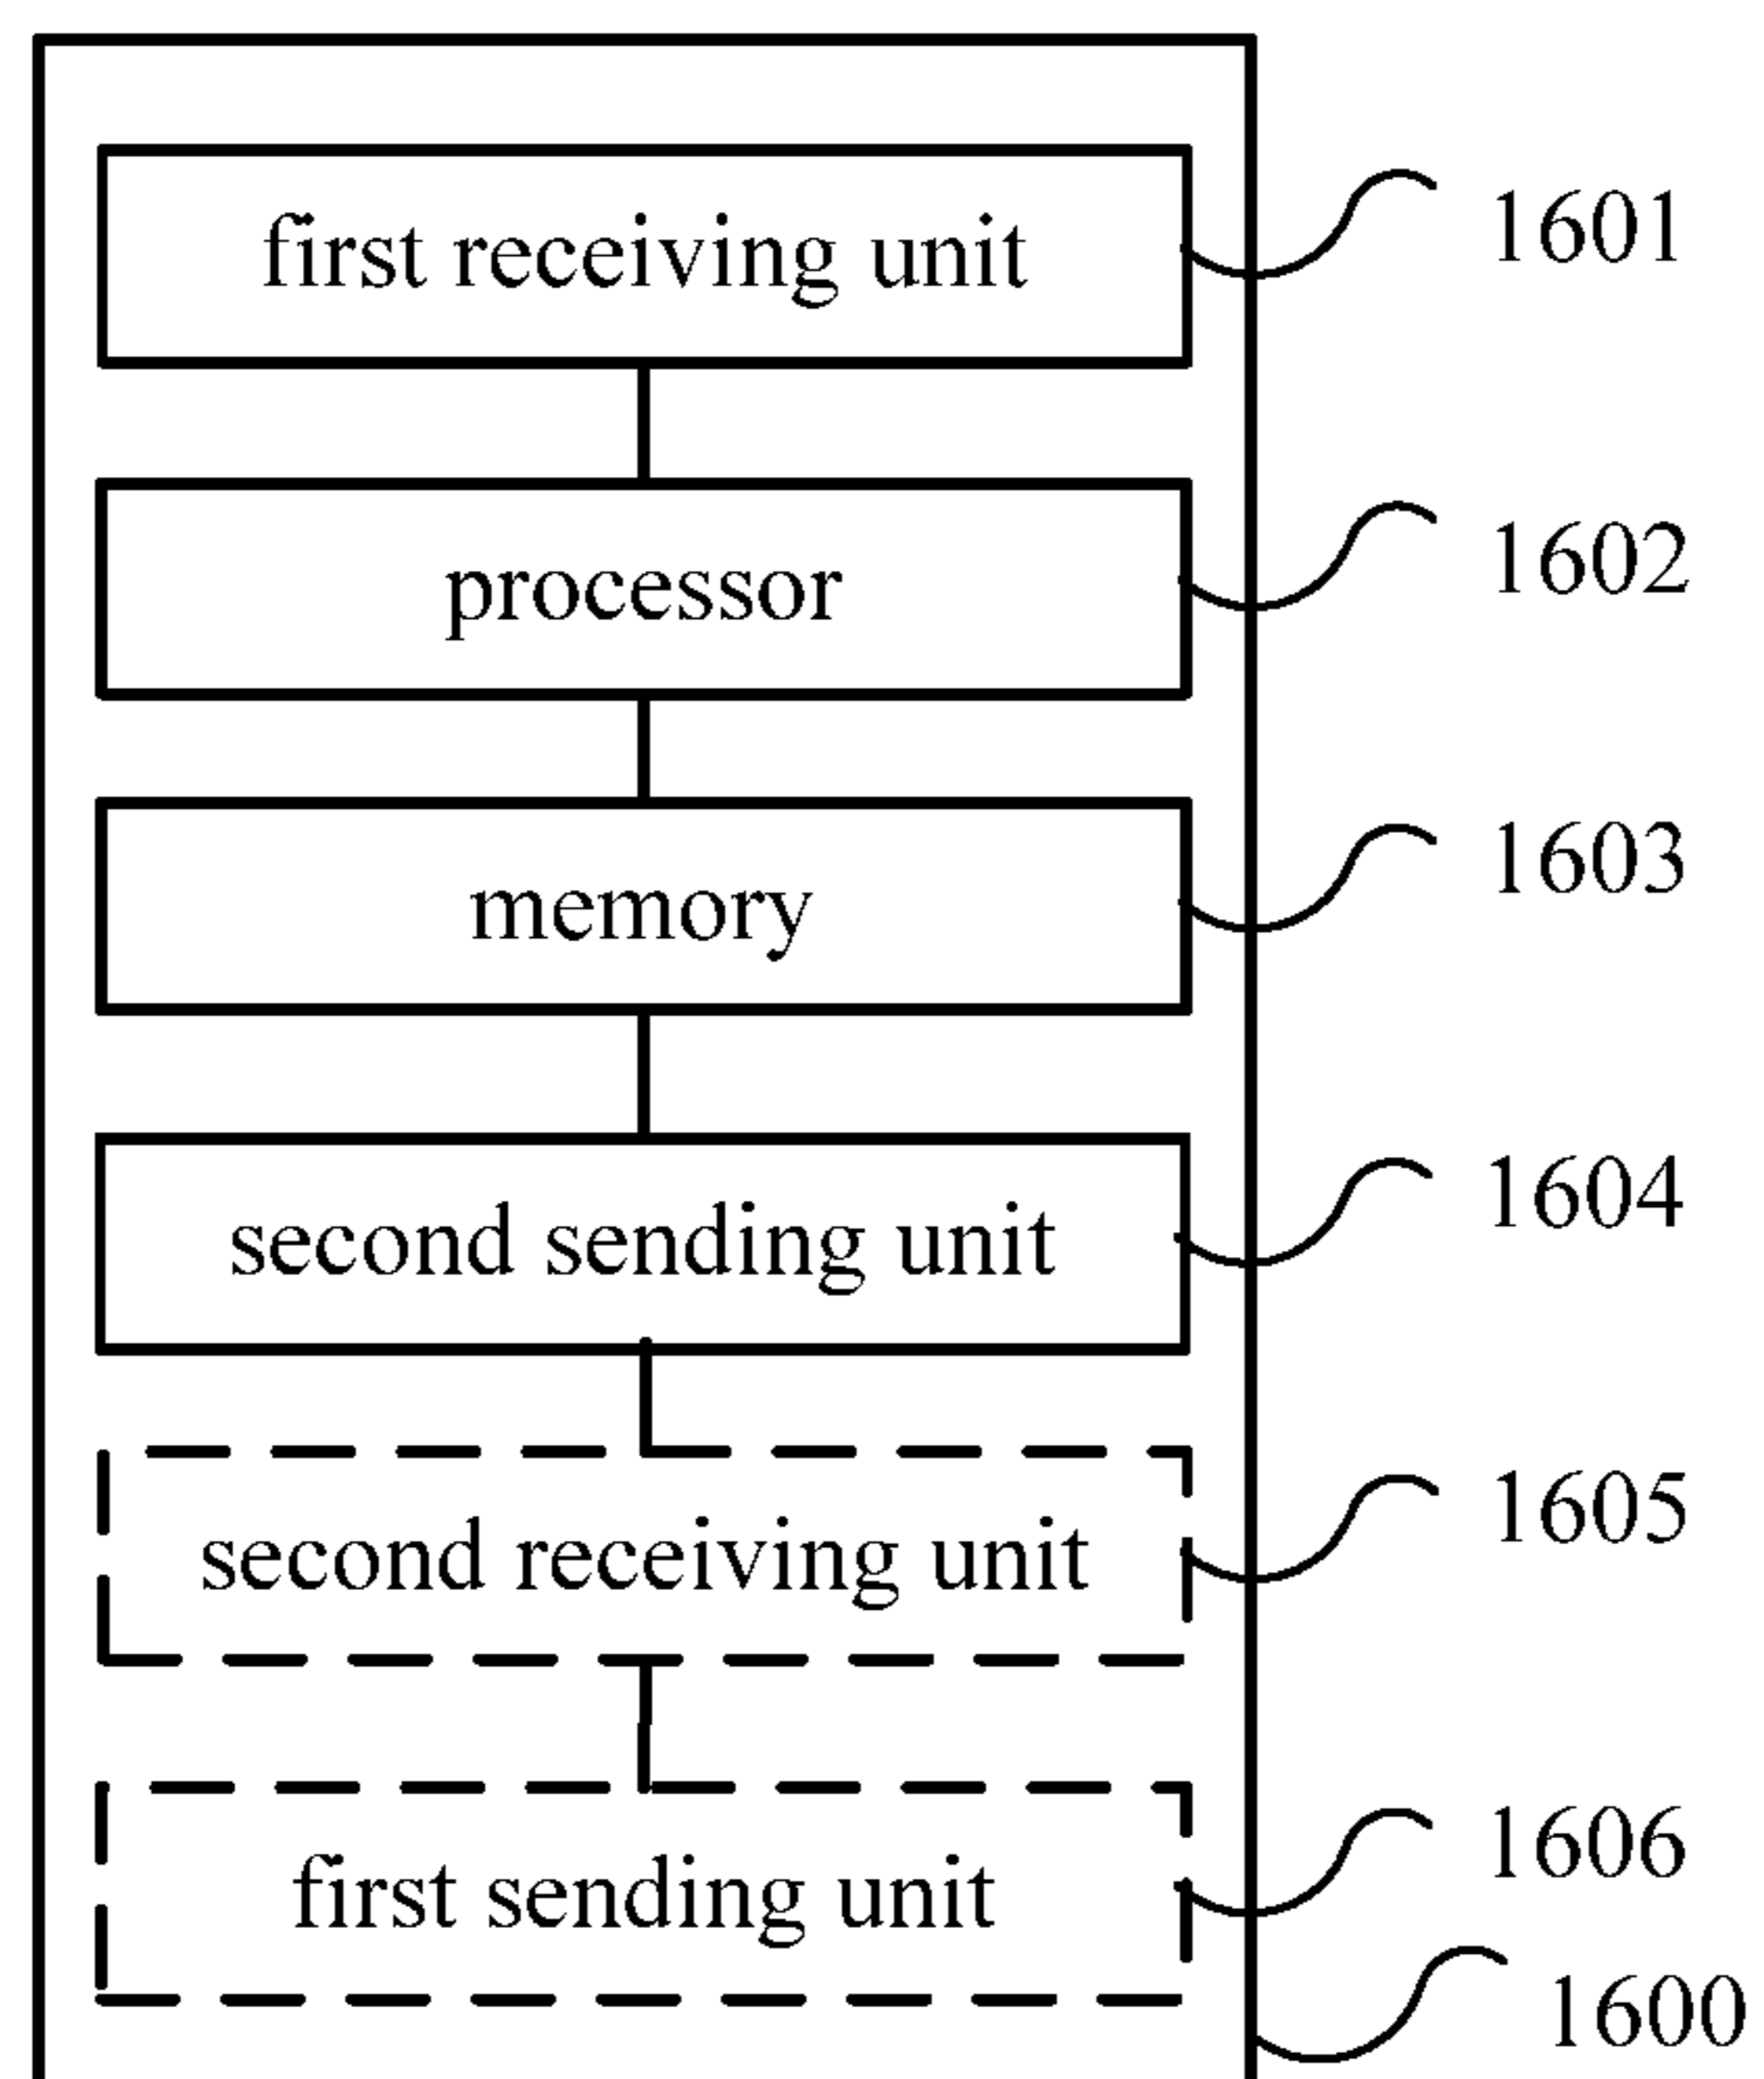 first receiving unit 1601
processor 1602
memory 1603
second sending unit 1604
second receiving unit 1605
first sending unit 1606
1600